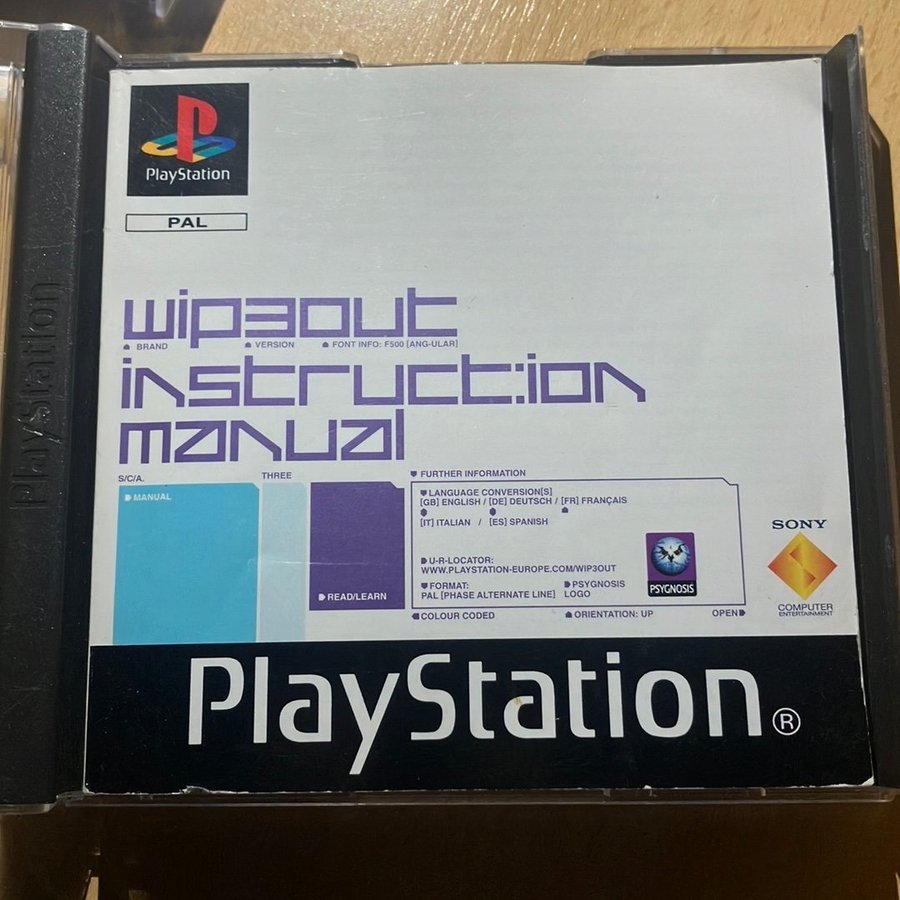 PlayStation
PlayStation
PAL
wip3out
BRAND VERSION FONT INFO: F500 [ANG-ULAR]
instruct:ion
manual
S/C/A. THREE FURTHER INFORMATION
MANUAL
READ/LEARN
LANGUAGE CONVERSION[S]
[GB] ENGLISH / [DE] DEUTSCH / [FR] FRANÇAIS
[IT] ITALIAN / [ES] SPANISH
U-R-LOCATOR:
WWW.PLAYSTATION-EUROPE.COM/WIP3OUT
FORMAT:
PAL [PHASE ALTERNATE LINE]
PSYGNOSIS
LOGO
PSYGNOSIS
COLOUR CODED ORIENTATION: UP OPEN
SONY
COMPUTER
ENTERTAINMENT
PlayStation®